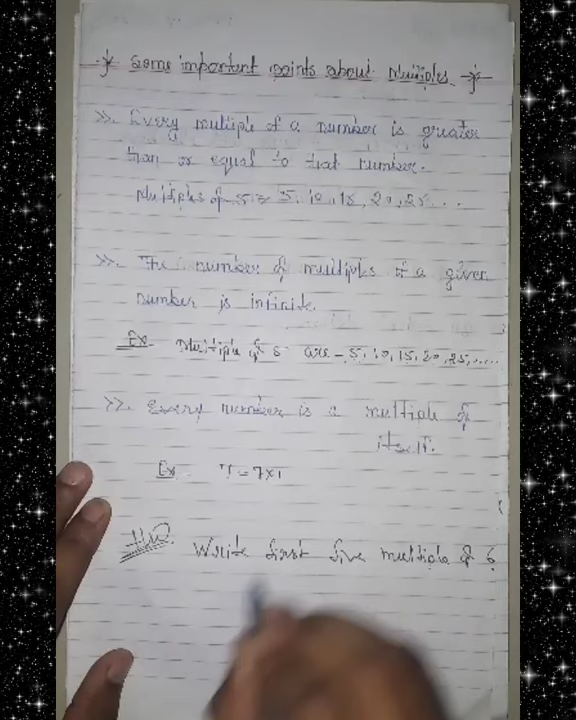 Some important points about Multiples
>> Every multiple of a number is greater
than or equal to that number.
Multiples of 5 = 5, 10, 15, 20, 25...
>> The number of multiples of a given
number is infinite.
Ex. Multiple of 5 are - 5, 10, 15, 20, 25,.....
>> Every number is a multiple of
itself.
Ex 7 = 7x1
H.W. Write first five multiple of 6